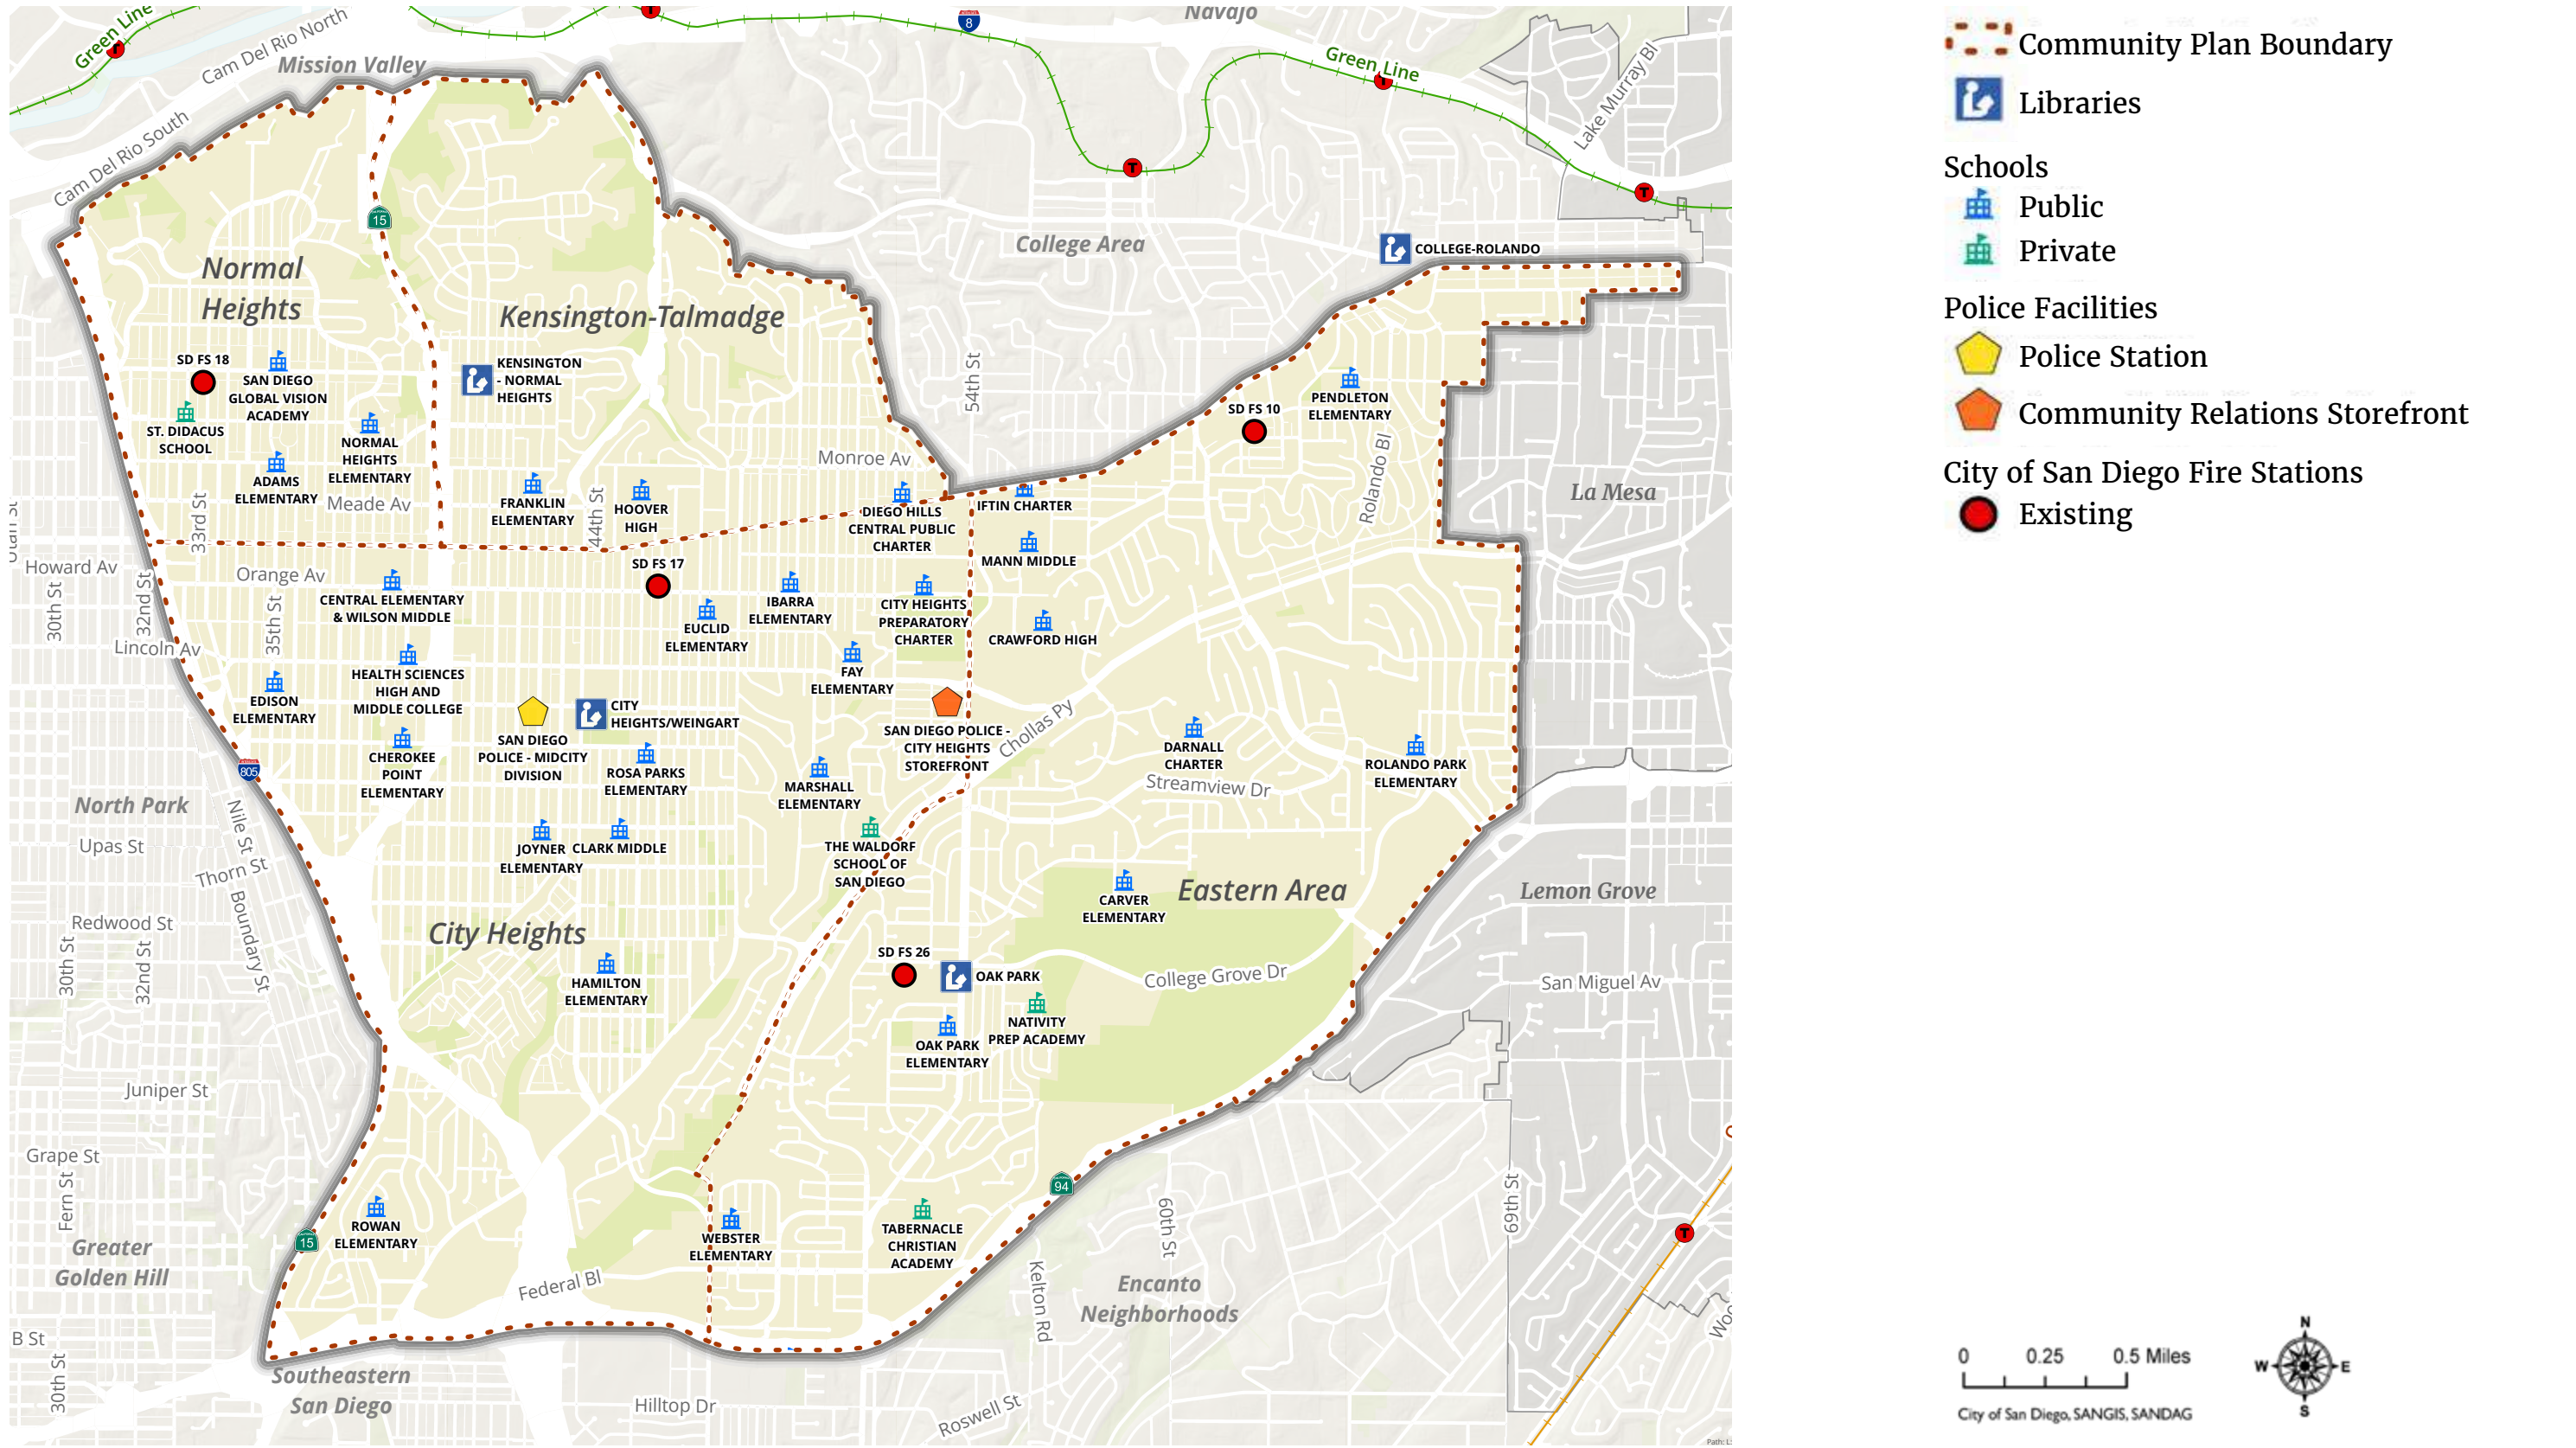 Green Line
Cam Del Rio North
Mission Valley
8
Navajo
Green Line
Lake Murray Bl
Cam Del Rio South
15
College Area
COLLEGE-ROLANDO
Normal
Heights
Kensington-Talmadge
SD FS 18
SAN DIEGO
GLOBAL VISION
ACADEMY
KENSINGTON
- NORMAL
HEIGHTS
54th St
PENDLETON
ELEMENTARY
SD FS 10
ST. DIDACUS
SCHOOL
NORMAL
HEIGHTS
ELEMENTARY
Monroe Av
Rolando Bl
ADAMS
ELEMENTARY
Meade Av
33rd St
FRANKLIN
ELEMENTARY
44th St
HOOVER
HIGH
DIEGO HILLS
CENTRAL PUBLIC
CHARTER
IFTIN CHARTER
La Mesa
Utah St
Howard Av
30th St
32nd St
Orange Av
35th St
CENTRAL ELEMENTARY
& WILSON MIDDLE
SD FS 17
EUCLID
ELEMENTARY
IBARRA
ELEMENTARY
CITY HEIGHTS
PREPARATORY
CHARTER
MANN MIDDLE
CRAWFORD HIGH
Lincoln Av
HEALTH SCIENCES
HIGH AND
MIDDLE COLLEGE
FAY
ELEMENTARY
EDISON
ELEMENTARY
CITY
HEIGHTS/WEINGART
SAN DIEGO
POLICE - MIDCITY
DIVISION
SAN DIEGO POLICE -
CITY HEIGHTS
STOREFRONT
Chollas Py
CHEROKEE
POINT
ELEMENTARY
805
ROSA PARKS
ELEMENTARY
MARSHALL
ELEMENTARY
DARNALL
CHARTER
Streamview Dr
ROLANDO PARK
ELEMENTARY
North Park
Nile St
Upas St
Thorn St
JOYNER
ELEMENTARY
CLARK MIDDLE
THE WALDORF
SCHOOL OF
SAN DIEGO
Boundary St
CARVER
ELEMENTARY
Eastern Area
Lemon Grove
Redwood St
30th St
32nd St
City Heights
HAMILTON
ELEMENTARY
SD FS 26
OAK PARK
College Grove Dr
San Miguel Av
NATIVITY
PREP ACADEMY
OAK PARK
ELEMENTARY
Juniper St
Grape St
Fern St
94
60th St
69th St
ROWAN
ELEMENTARY
15
WEBSTER
ELEMENTARY
TABERNACLE
CHRISTIAN
ACADEMY
Greater
Golden Hill
Federal Bl
Kelton Rd
Encanto
Neighborhoods
B St
30th St
Southeastern
San Diego
Hilltop Dr
Roswell St
Community Plan Boundary
Libraries
Schools
Public
Private
Police Facilities
Police Station
Community Relations Storefront
City of San Diego Fire Stations
Existing
0 0.25 0.5 Miles
City of San Diego, SANGIS, SANDAG
N
W E
S